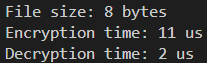 File size: 8 bytes
Encryption time: 11 us
Decryption time: 2 us